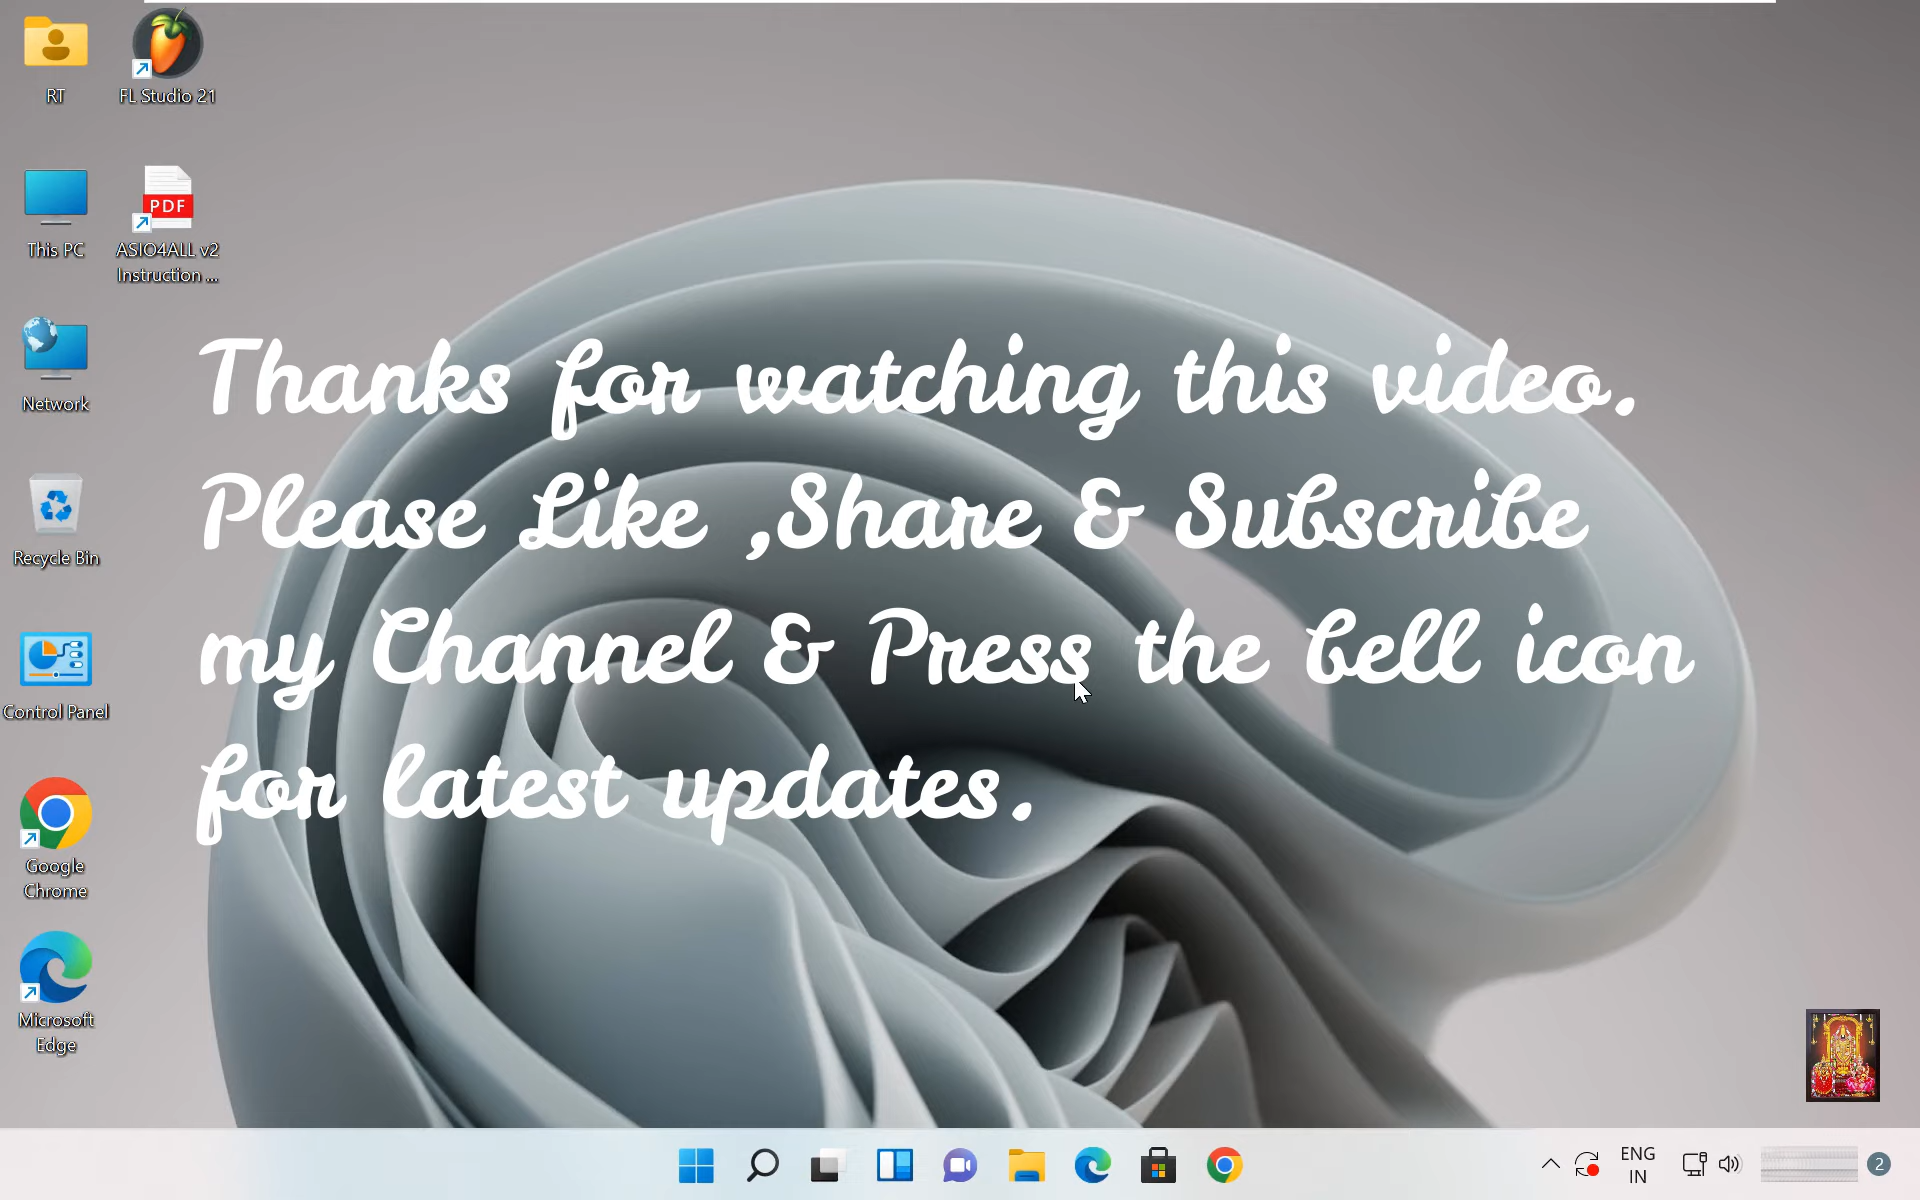 RT
FL Studio 21
This PC
PDF
ASIO4ALL v2
Instruction ...
Network
Recycle Bin
Control Panel
Google
Chrome
Microsoft
Edge
Thanks for watching this video.
Please Like ,Share & Subscribe
my Channel & Press the bell icon
for latest updates.
ENG
IN
2